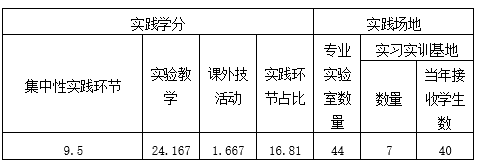 实践学分 实践场地
集中性实践环节 实验教学 课外技活动 实践环节占比 专业实验室数量 实习实训基地
数量 当年接收学生数
9.5 24.167 1.667 16.81 44 7 40